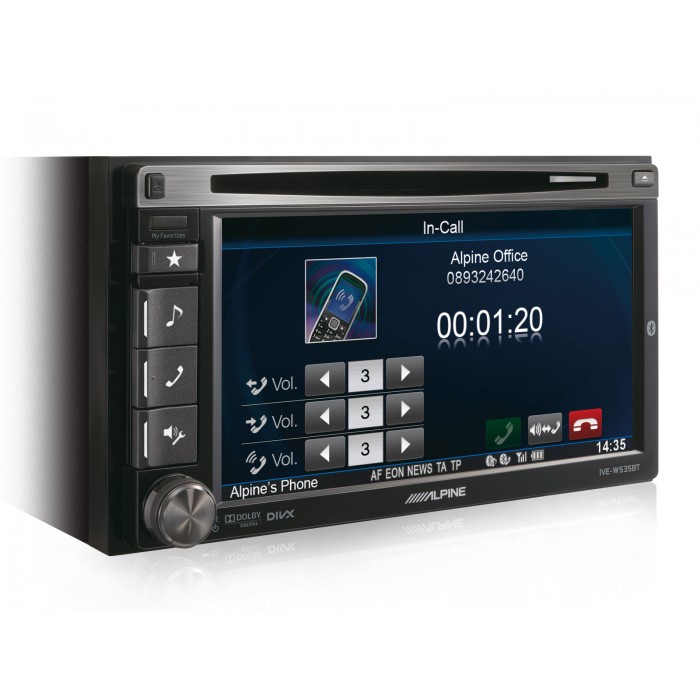 My Favorites
In-Call
Alpine Office
0893242640
00:01:20
Vol. 3
Vol. 3
Vol. 3
14:35
AF EON NEWS TA TP
Alpine's Phone
IVE-W535BT
ALPINE
DOLBY
DIGITAL
DIVX